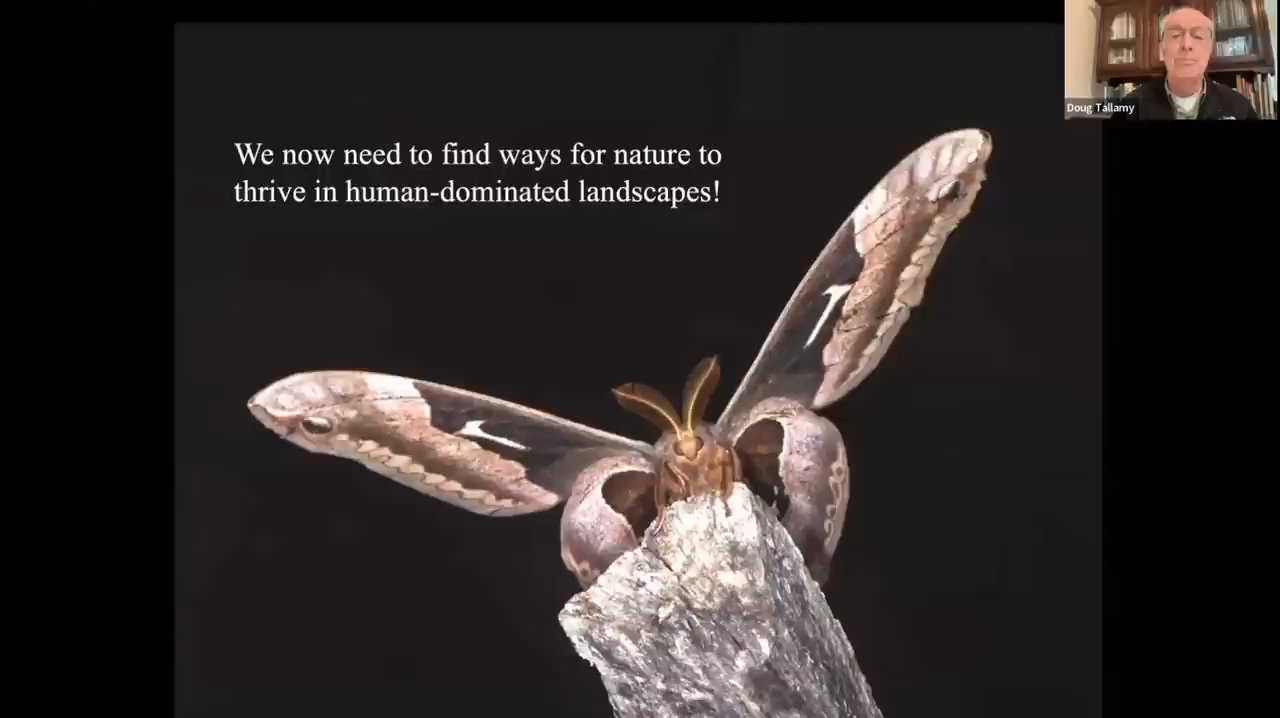 We now need to find ways for nature to
thrive in human-dominated landscapes!
Doug Tallamy